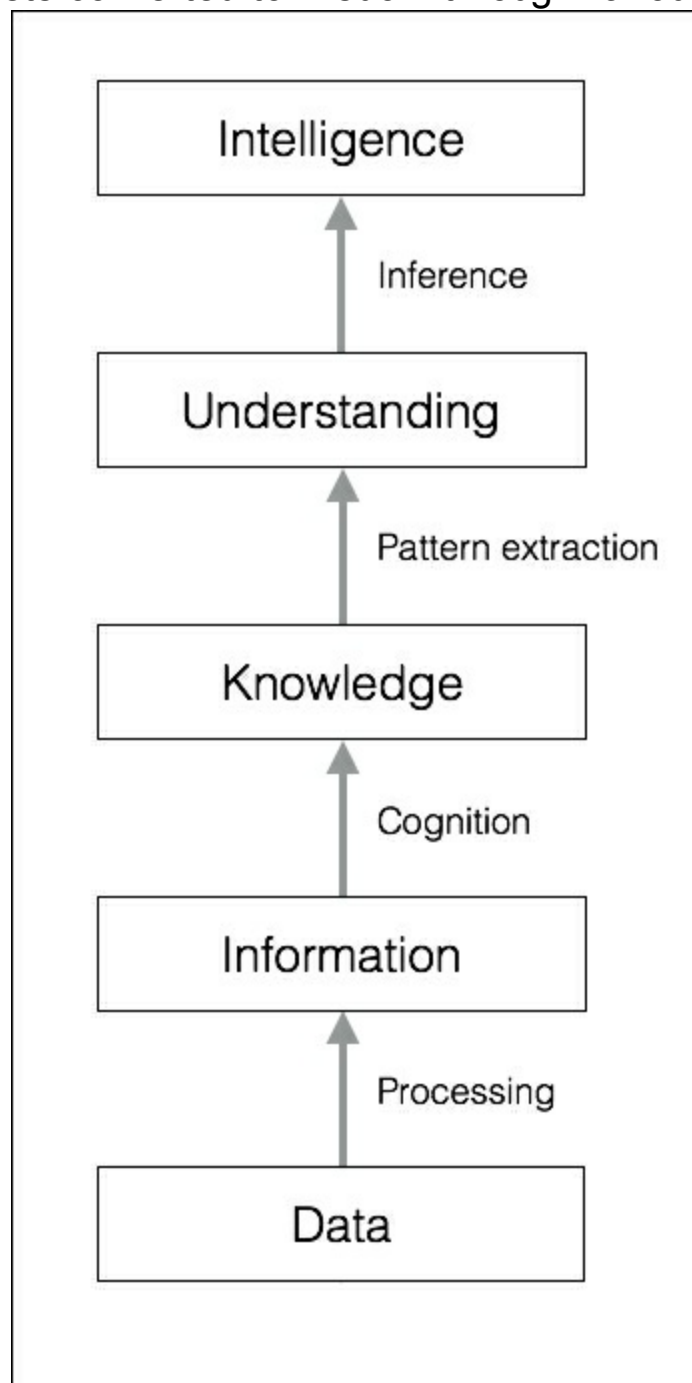 Intelligence
Inference
Understanding
Pattern extraction
Knowledge
Cognition
Information
Processing
Data